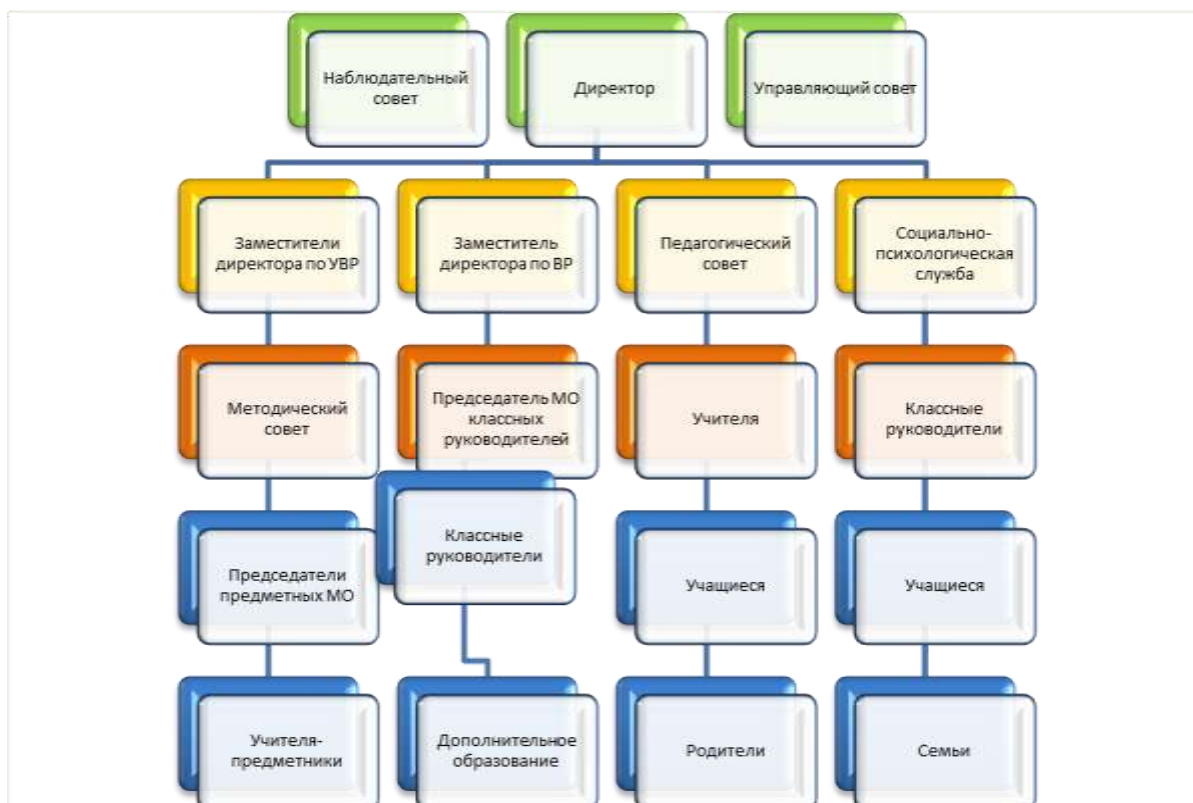 Наблюдательный
совет
Директор
Управляющий совет
Заместители
директора по УВР
Заместитель
директора по ВР
Педагогический
совет
Социально-
психологическая
служба
Методический
совет
Председатель МО
классных
руководителей
Учителя
Классные
руководители
Классные
руководители
Председатели
предметных МО
Учащиеся
Учащиеся
Учителя-
предметники
Дополнительное
образование
Родители
Семьи